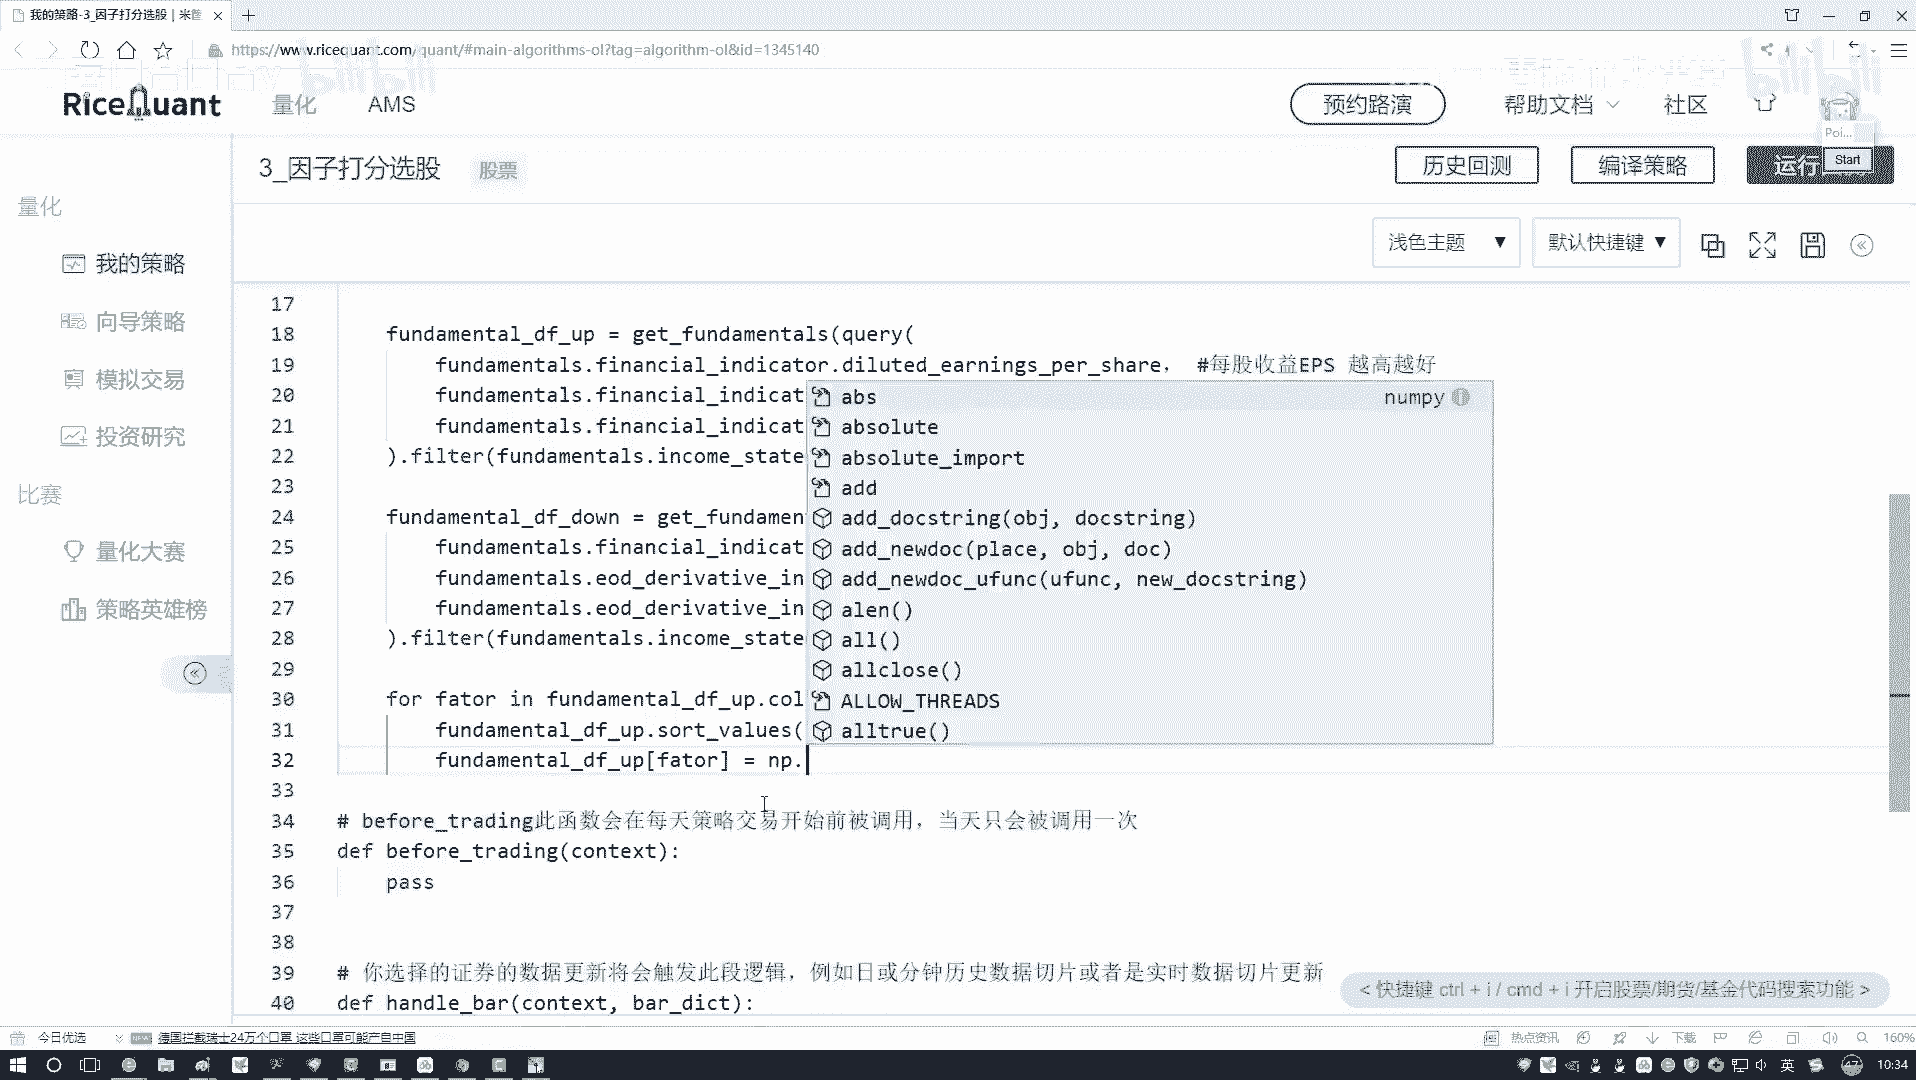 我的策略-3_因子打分选股 | 米筐
https://www.ricequant.com/quant/#main-algorithms-ol?tag=algorithm-ol&id=1345140
bilibili
bilibili
RiceQuant
量化
AMS
预约路演
帮助文档
社区
Poi...
Start
3_因子打分选股
股票
历史回测
编译策略
运行
量化
我的策略
向导策略
模拟交易
投资研究
比赛
量化大赛
策略英雄榜
浅色主题
默认快捷键
17
18 fundamental_df_up = get_fundamentals(query(
19 fundamentals.financial_indicator.diluted_earnings_per_share, #每股收益EPS 越高越好
20 fundamentals.financial_indicat
21 fundamentals.financial_indicat
22 ).filter(fundamentals.income_state
23
24 fundamental_df_down = get_fundamen
25 fundamentals.financial_indicat
26 fundamentals.eod_derivative_in
27 fundamentals.eod_derivative_in
28 ).filter(fundamentals.income_state
29
30 for fator in fundamental_df_up.col
31 fundamental_df_up.sort_values(
32 fundamental_df_up[fator] = np.
33
34 # before_trading此函数会在每天策略交易开始前被调用，当天只会被调用一次
35 def before_trading(context):
36 pass
37
38
39 # 你选择的证券的数据更新将会触发此段逻辑，例如日或分钟历史数据切片或者是实时数据切片更新
40 def handle_bar(context, bar_dict):
abs numpy
absolute
absolute_import
add
add_docstring(obj, docstring)
add_newdoc(place, obj, doc)
add_newdoc_ufunc(ufunc, new_docstring)
alen()
all()
allclose()
ALLOW_THREADS
alltrue()
< 快捷键 ctrl + i / cmd + i 开启股票/期货/基金代码搜索功能 >
今日优选
德国拦截瑞士24万个口罩 这些口罩可能产自中国
热点资讯
下载
160%
英
47
10:34